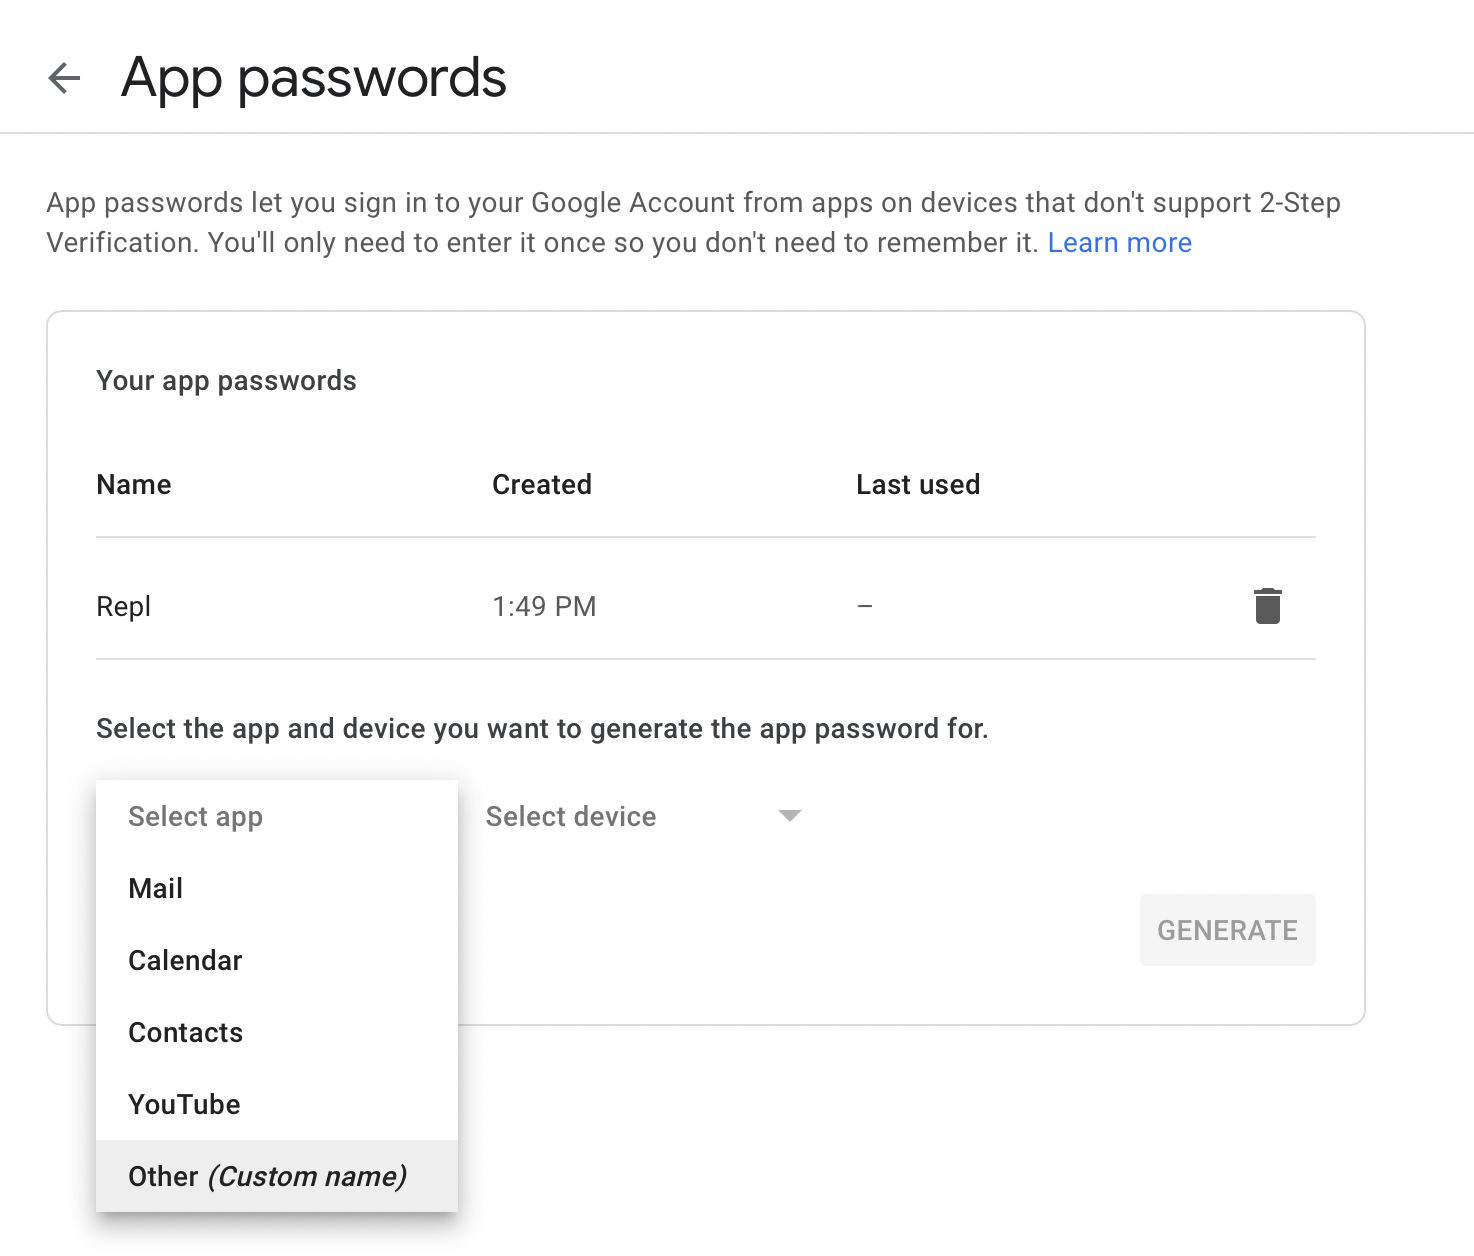 App passwords
App passwords let you sign in to your Google Account from apps on devices that don't support 2-Step
Verification. You'll only need to enter it once so you don't need to remember it. Learn more
Your app passwords
Name Created Last used
Repl 1:49 PM –
Select the app and device you want to generate the app password for.
Select app Select device
Mail
GENERATE
Calendar
Contacts
YouTube
Other (Custom name)